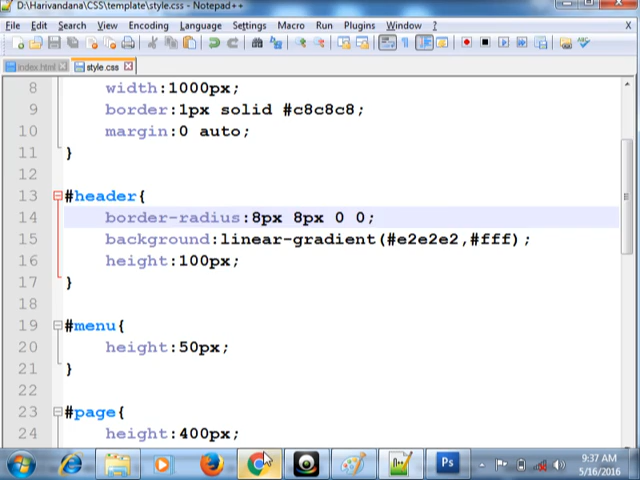 D:\Harivandana\CSS\template\style.css - Notepad++
File Edit Search View Encoding Language Settings Macro Run Plugins Window ? X
index.html style.css
8 width:1000px;
9 border:1px solid #c8c8c8;
10 margin:0 auto;
11 }
12
13 #header{
14 border-radius:8px 8px 0 0;
15 background:linear-gradient(#e2e2e2,#fff);
16 height:100px;
17 }
18
19 #menu{
20 height:50px;
21 }
22
23 #page{
24 height:400px;
Ps
9:37 AM
5/16/2016